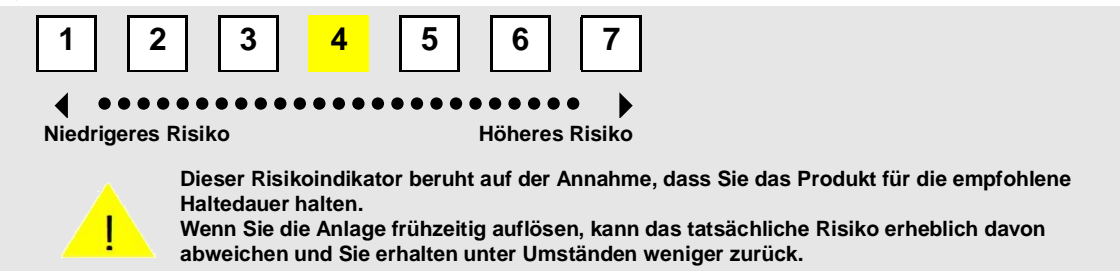 1 2 3 4 5 6 7
Niedrigeres Risiko Höheres Risiko
Dieser Risikoindikator beruht auf der Annahme, dass Sie das Produkt für die empfohlene
Haltedauer halten.
Wenn Sie die Anlage frühzeitig auflösen, kann das tatsächliche Risiko erheblich davon
abweichen und Sie erhalten unter Umständen weniger zurück.
!